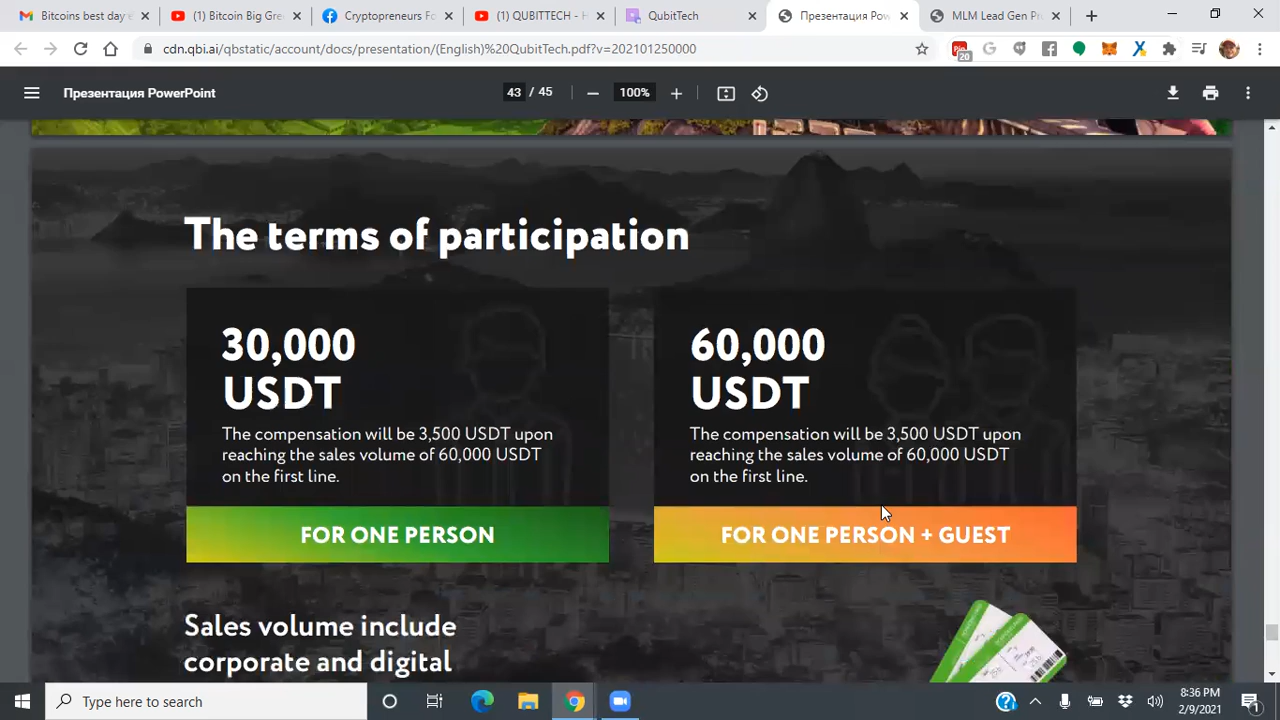 Bitcoins best day e
(1) Bitcoin Big Gre
Cryptopreneurs Fo
(1) QUBITTECH - H
QubitTech
Презентация Pow
MLM Lead Gen Pr
cdn.qbi.ai/qbstatic/account/docs/presentation/(English)%20QubitTech.pdf?v=202101250000
20
Презентация PowerPoint
43 / 45
100%
The terms of participation
30,000
USDT
The compensation will be 3,500 USDT upon
reaching the sales volume of 60,000 USDT
on the first line.
FOR ONE PERSON
60,000
USDT
The compensation will be 3,500 USDT upon
reaching the sales volume of 60,000 USDT
on the first line.
FOR ONE PERSON + GUEST
Sales volume include
corporate and digital
Type here to search
8:36 PM
2/9/2021
1